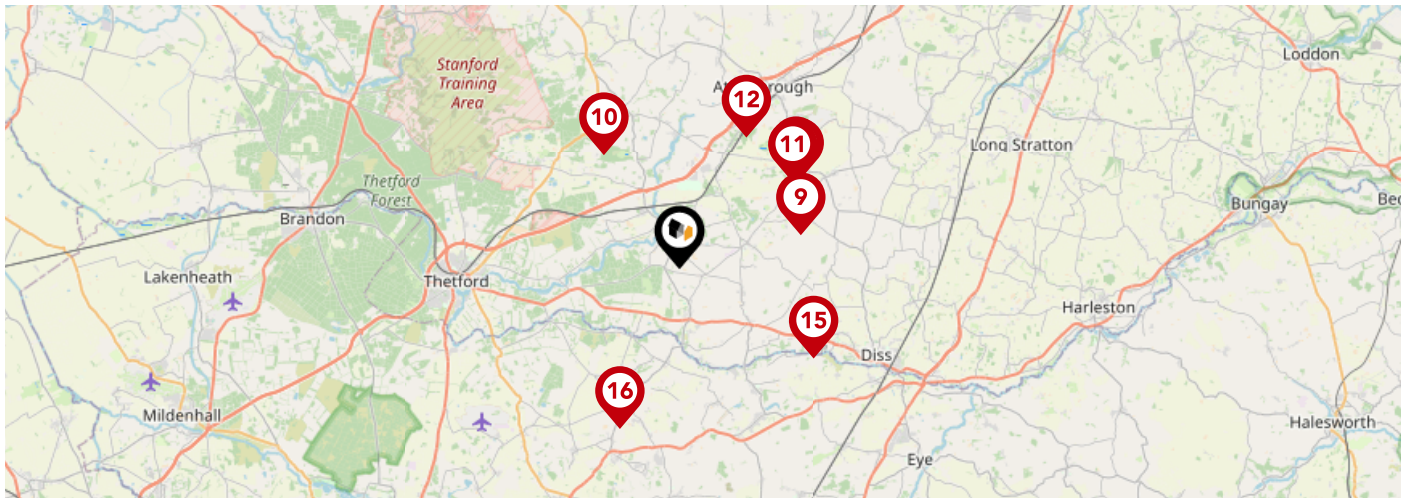 Loddon
Stanford
Training
Area
12
10
11
Long Stratton
Thetford
Forest
9
Bungay
Brandon
Lakenheath
Thetford
Harleston
15
Diss
16
Mildenhall
Halesworth
Eye